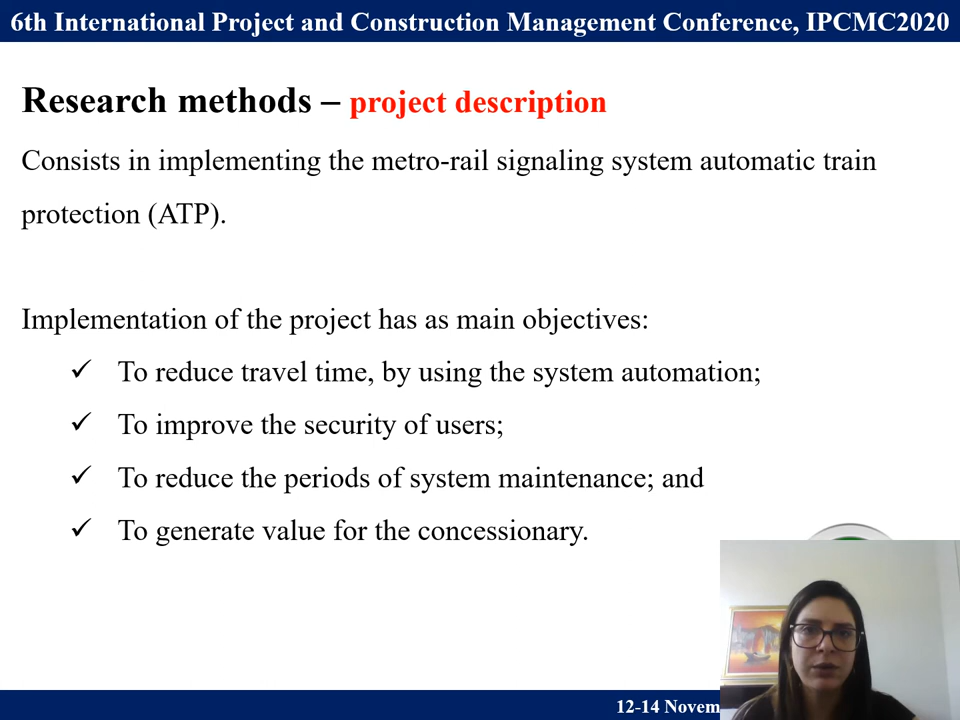 6th International Project and Construction Management Conference, IPCMC2020
Research methods – project description
Consists in implementing the metro-rail signaling system automatic train
protection (ATP).
Implementation of the project has as main objectives:
✓ To reduce travel time, by using the system automation;
✓ To improve the security of users;
✓ To reduce the periods of system maintenance; and
✓ To generate value for the concessionary.
12-14